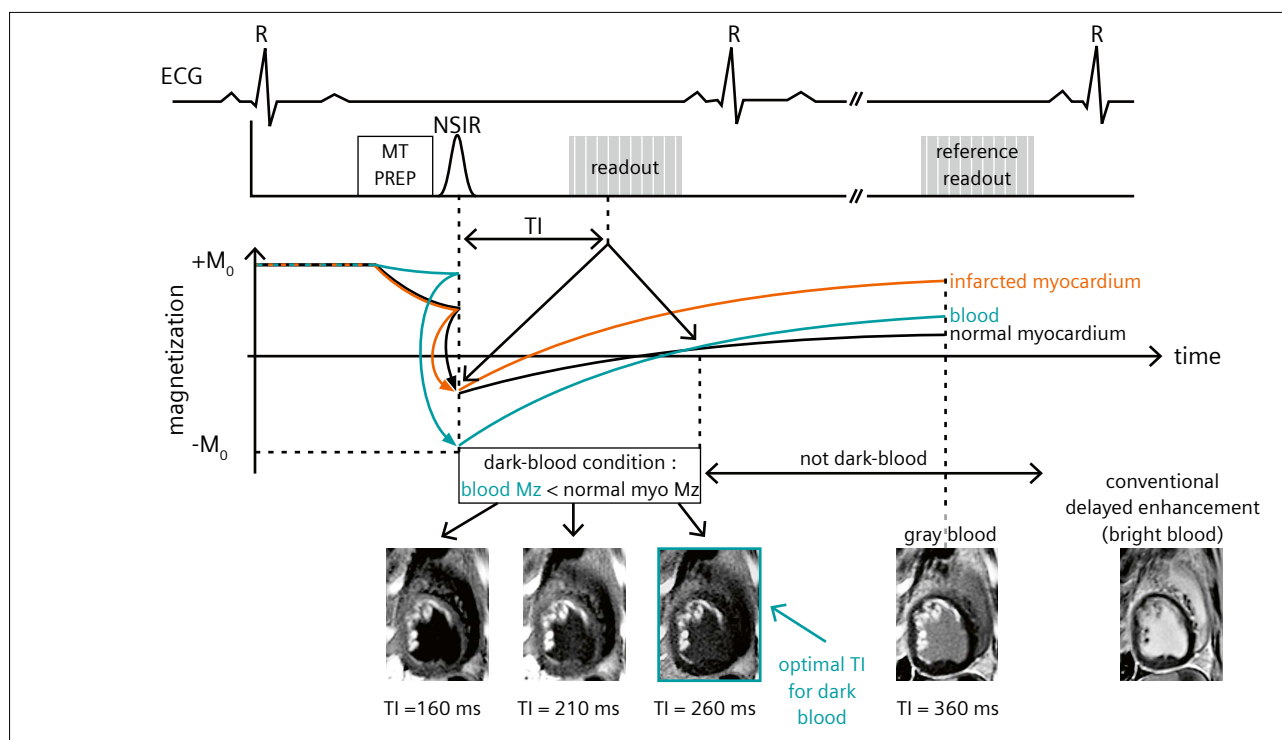 R
R
R
ECG
NSIR
MT
PREP
readout
reference
readout
TI
+M0
infarcted myocardium
blood
normal myocardium
time
magnetization
-M0
dark-blood condition :
blood Mz < normal myo Mz
not dark-blood
conventional
delayed enhancement
(bright blood)
gray blood
optimal TI
for dark
blood
TI =160 ms
TI = 210 ms
TI = 260 ms
TI = 360 ms